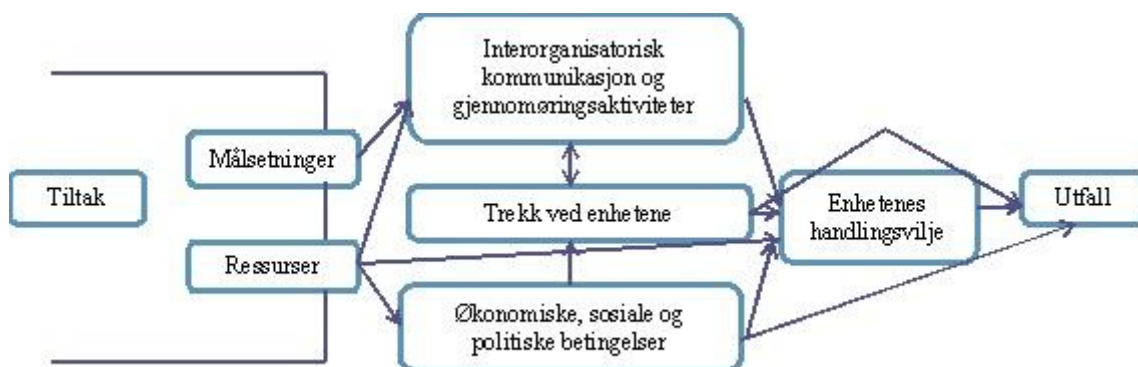 Tiltak
Målsetninger
Ressurser
Interorganisatorisk
kommunikasjon og
gjennomøringsaktiviteter
Trekk ved enhetene
Økonomiske, sosiale og
politiske betingelser
Enhetenes
handlingsvilje
Utfall